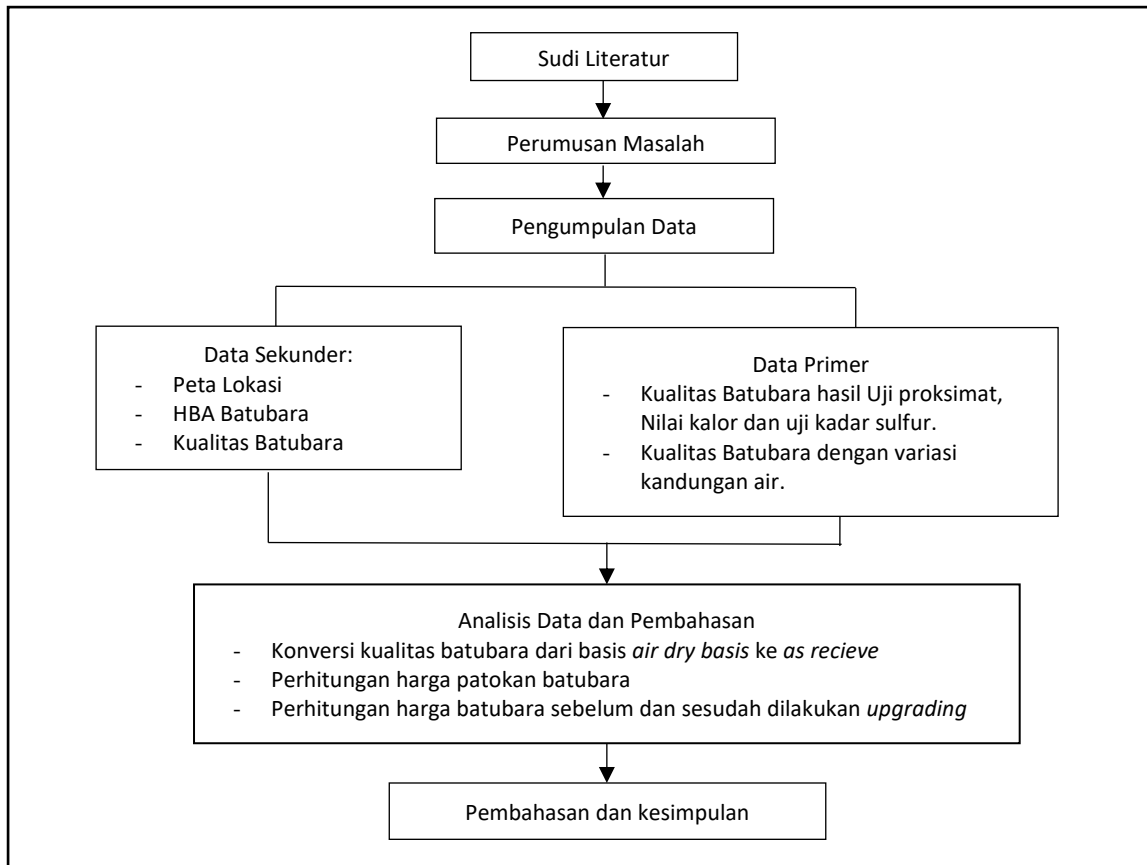 Sudi Literatur
Perumusan Masalah
Pengumpulan Data
Data Sekunder:
- Peta Lokasi
- HBA Batubara
- Kualitas Batubara
Data Primer
- Kualitas Batubara hasil Uji proksimat,
Nilai kalor dan uji kadar sulfur.
- Kualitas Batubara dengan variasi
kandungan air.
Analisis Data dan Pembahasan
- Konversi kualitas batubara dari basis air dry basis ke as recieve
- Perhitungan harga patokan batubara
- Perhitungan harga batubara sebelum dan sesudah dilakukan upgrading
Pembahasan dan kesimpulan